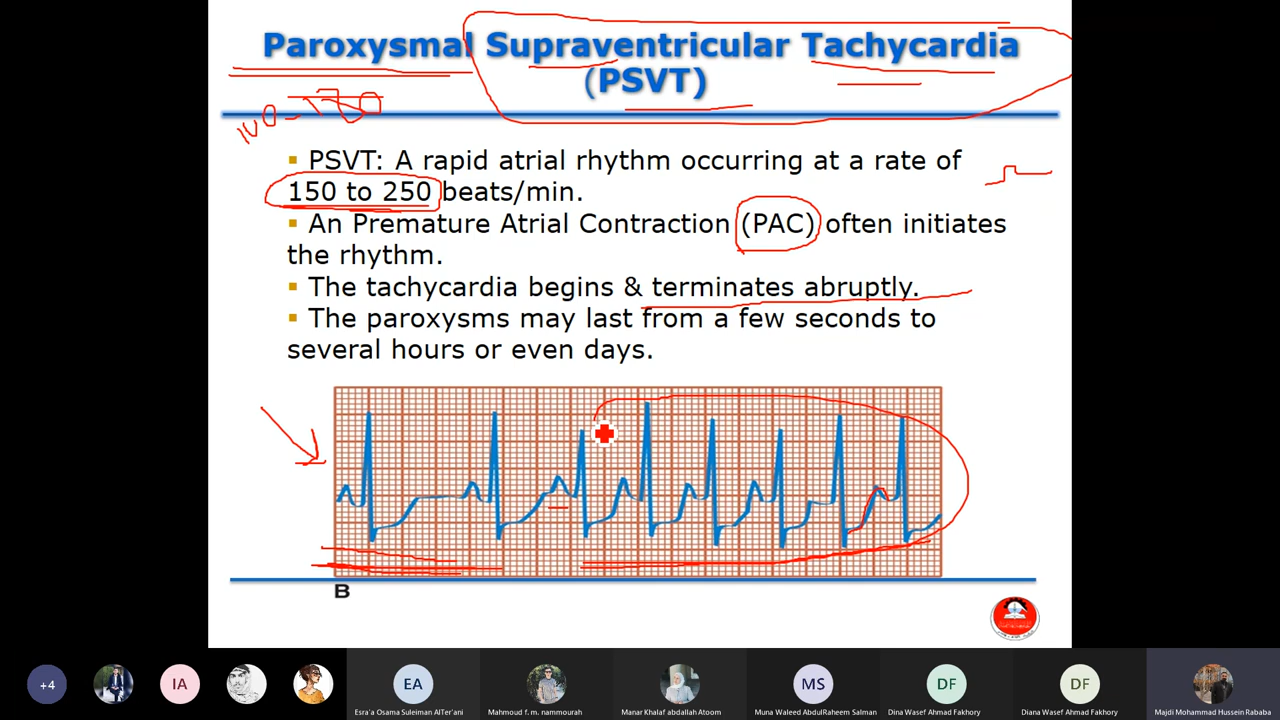 Paroxysmal Supraventricular Tachycardia
(PSVT)
100 - 170
▪ PSVT: A rapid atrial rhythm occurring at a rate of
150 to 250 beats/min.
▪ An Premature Atrial Contraction (PAC) often initiates
the rhythm.
▪ The tachycardia begins & terminates abruptly.
▪ The paroxysms may last from a few seconds to
several hours or even days.
B
+4
IA
EA
MS
DF
DF
Esra'a Osama Suleiman AlTer'ani
Mahmoud f. m. nammourah
Manar Khalaf abdallah Atoom
Muna Waleed AbdulRaheem Salman
Dina Wasef Ahmad Fakhory
Diana Wasef Ahmad Fakhory
Majdi Mohammad Hussein Rababa